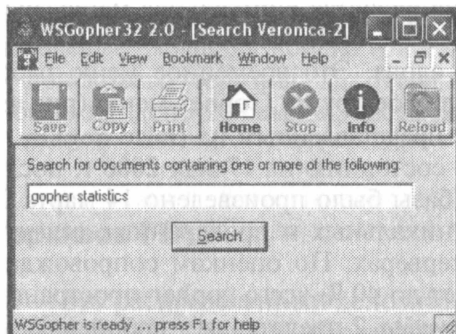 WSGopher32 2.0 - [Search Veronica-2]
File Edit View Bookmark Window Help
Save Copy Print Home Stop Info Reload
Search for documents containing one or more of the following:
gopher statistics
Search
WSGopher is ready ... press F1 for help